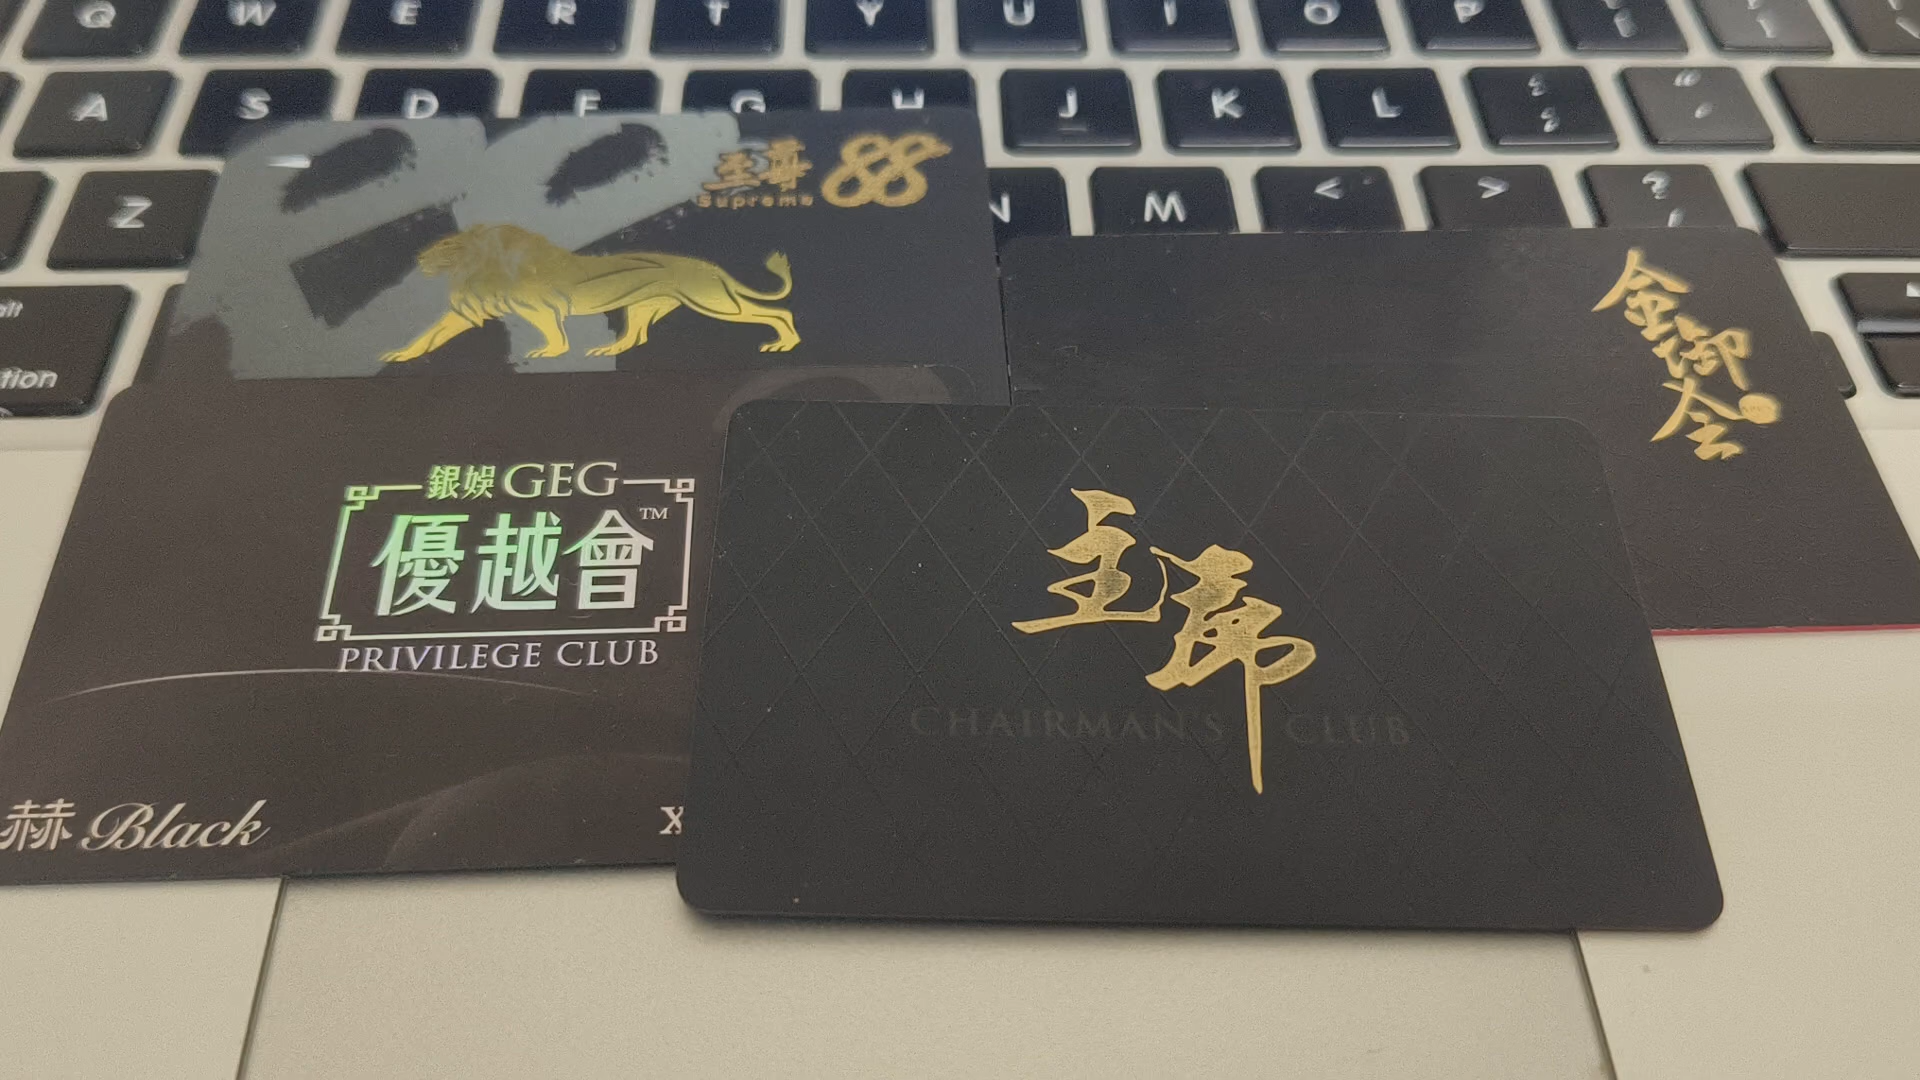 Q W E R T Y U I O P
A S D F G H J K L
Z N M < > ?
至尊 88
Supreme
金御会
銀娛 GEG
優越會™
PRIVILEGE CLUB
赫 Black
X
主席
CHAIRMAN'S CLUB